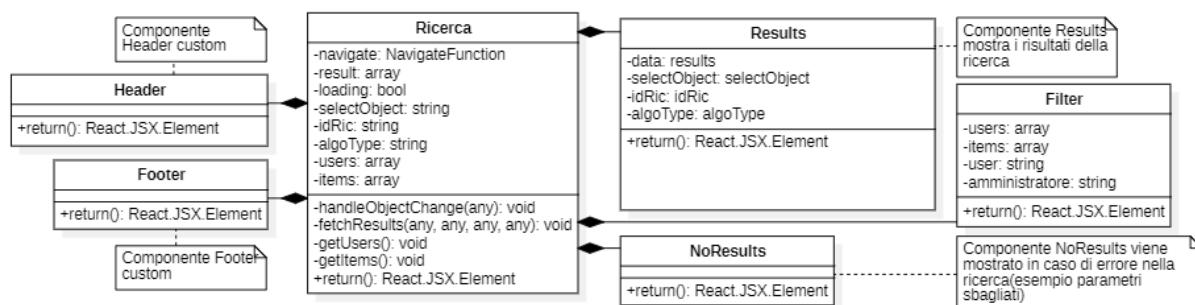 Componente
Header custom
Header
+return(): React.JSX.Element
Footer
+return(): React.JSX.Element
Componente Footer
custom
Ricerca
-navigate: NavigateFunction
-result: array
-loading: bool
-selectObject: string
-idRic: string
-algoType: string
-users: array
-items: array
-handleObjectChange(any): void
-fetchResults(any, any, any, any): void
-getUsers(): void
-getItems(): void
+return(): React.JSX.Element
Results
-data: results
-selectObject: selectObject
-idRic: idRic
-algoType: algoType
+return(): React.JSX.Element
Componente Results
mostra i risultati della
ricerca
Filter
-users: array
-items: array
-user: string
-amministratore: string
+return(): React.JSX.Element
NoResults
+return(): React.JSX.Element
Componente NoResults viene
mostrato in caso di errore nella
ricerca(esempio parametri
sbagliati)